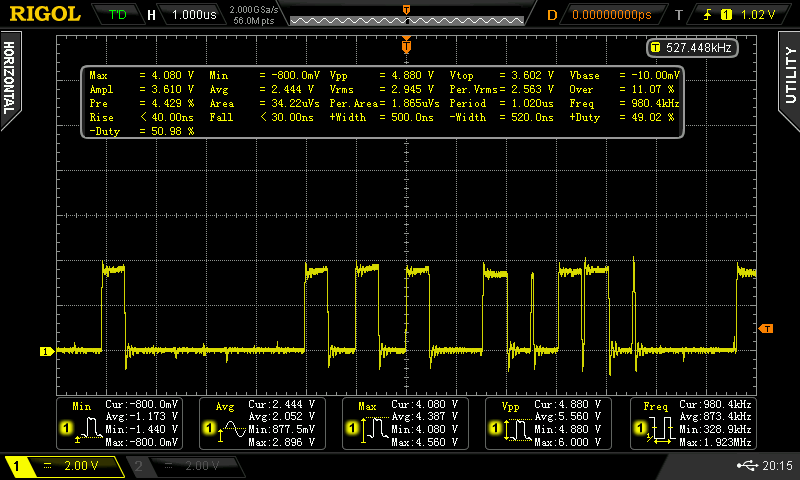 RIGOL T'D H 1.000us 2.000GSa/s 56.0M pts D 0.00000000ps T 1 1.02 V
HORIZONTAL
UTILITY
T 527.448kHz
Max = 4.080 V Min = -800.0mV Vpp = 4.880 V Vtop = 3.602 V Vbase = -10.00mV
Ampl = 3.610 V Avg = 2.444 V Vrms = 2.945 V Per.Vrms= 2.563 V Over = 11.07 %
Pre = 4.429 % Area = 34.22uVs Per.Area= 1.865uVs Period = 1.020us Freq = 980.4kHz
Rise < 40.00ns Fall < 30.00ns +Width = 500.0ns -Width = 520.0ns +Duty = 49.02 %
-Duty = 50.98 %
T
T
1
Min
Cur:-800.0mV
Avg:-1.173 V
Min:-1.440 V
Max:-800.0mV
1
Avg
Cur:2.444 V
Avg:2.052 V
Min:877.5mV
Max:2.896 V
1
Max
Cur:4.080 V
Avg:4.387 V
Min:4.080 V
Max:4.560 V
1
Vpp
Cur:4.880 V
Avg:5.560 V
Min:4.880 V
Max:6.000 V
1
Freq
Cur:980.4kHz
Avg:873.4kHz
Min:328.9kHz
Max:1.923MHz
1
1 = 2.00 V 2 = 2.00 V 20:15